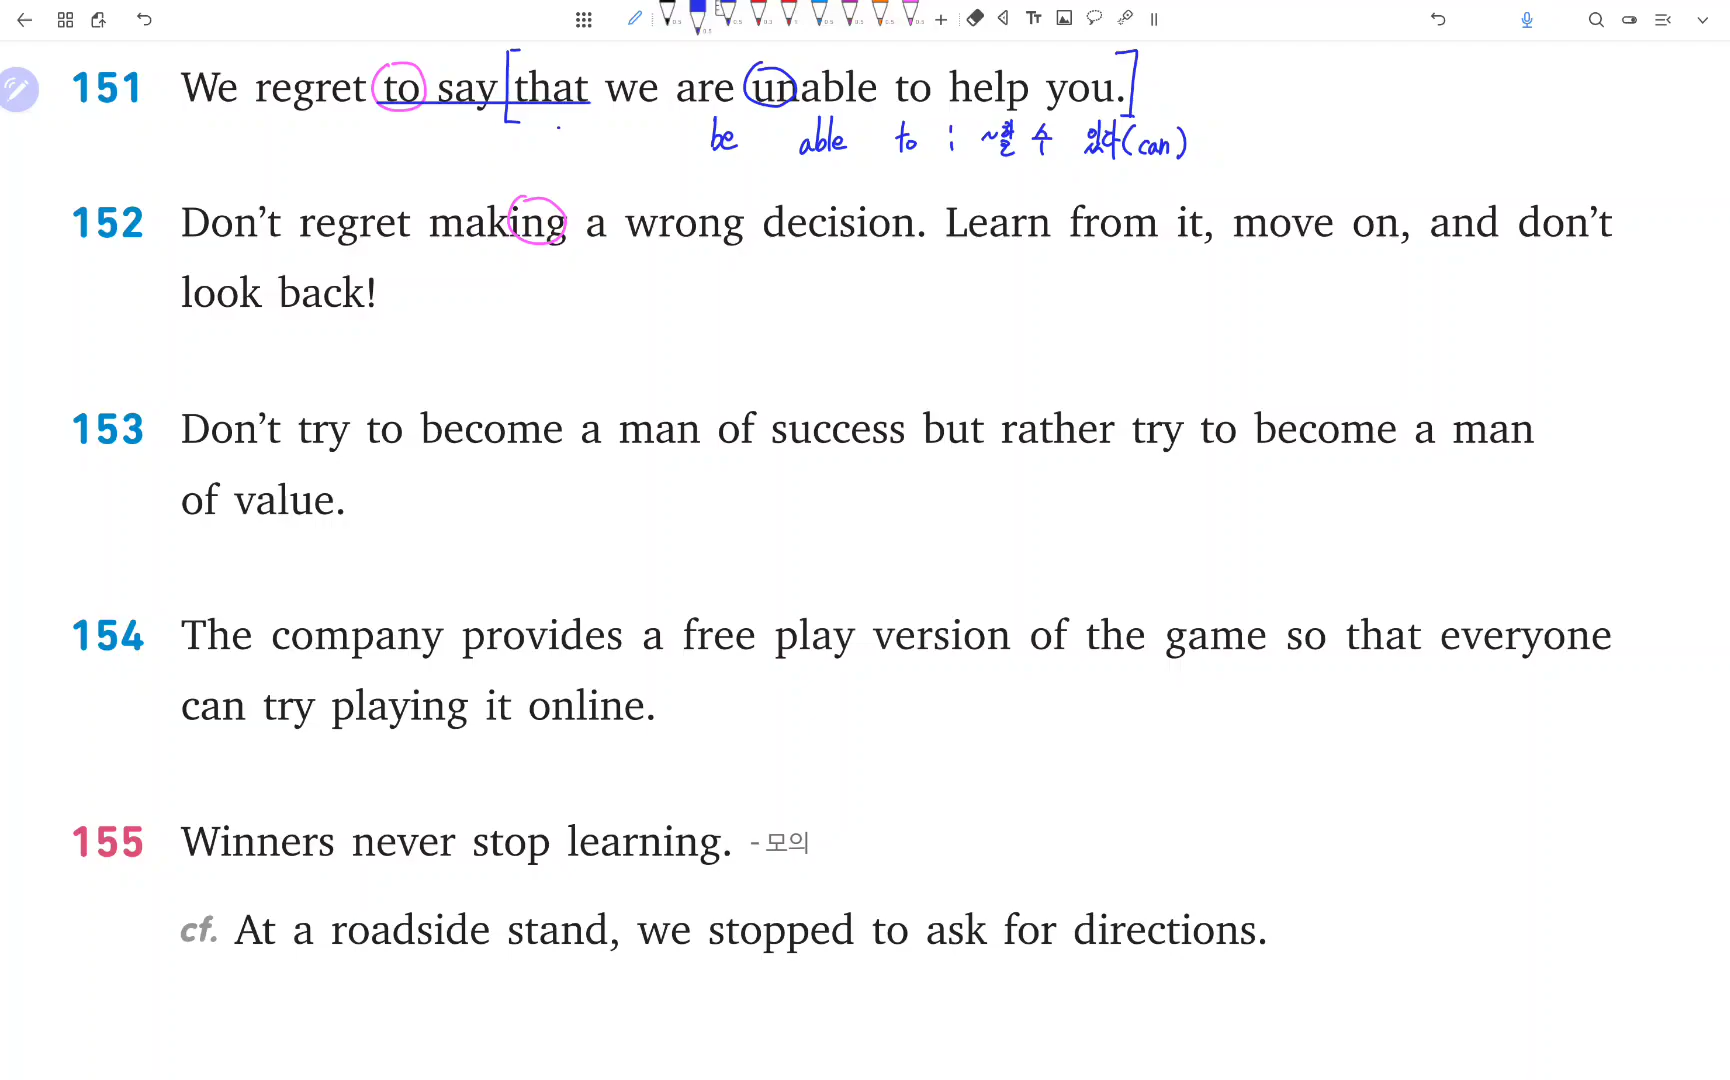 151 We regret to say that we are unable to help you.
be able to : ~할 수 있다(can)
152 Don't regret making a wrong decision. Learn from it, move on, and don't
look back!
153 Don't try to become a man of success but rather try to become a man
of value.
154 The company provides a free play version of the game so that everyone
can try playing it online.
155 Winners never stop learning. - 모의
cf. At a roadside stand, we stopped to ask for directions.